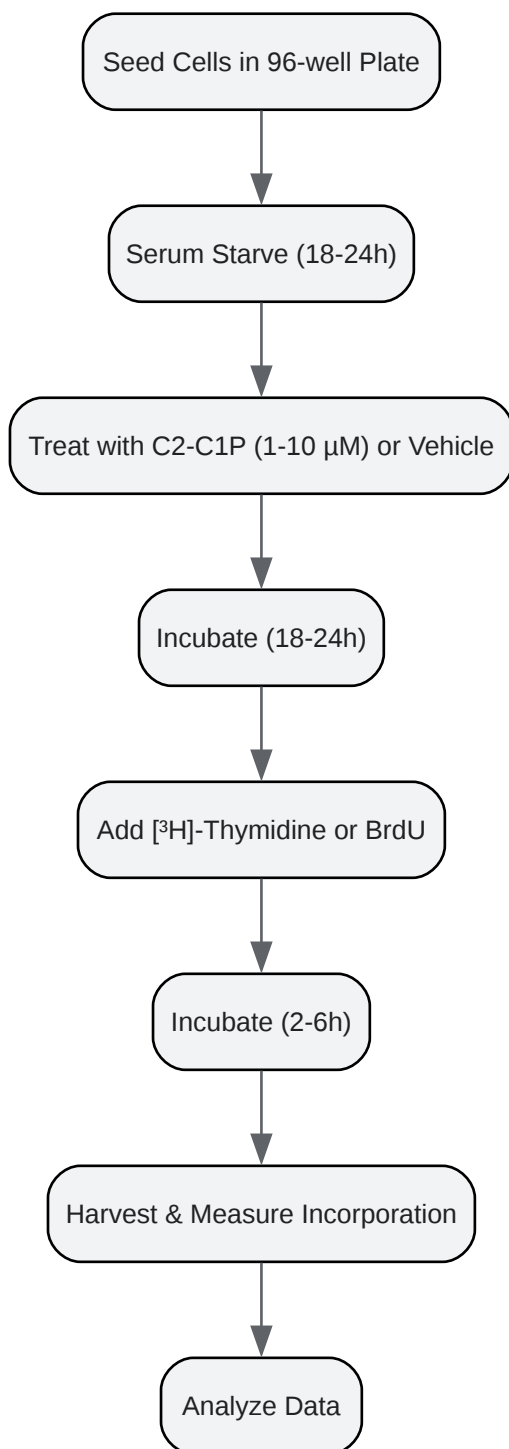 Seed Cells in 96-well Plate
Serum Starve (18-24h)
Treat with C2-C1P (1-10 µM) or Vehicle
Incubate (18-24h)
Add [³H]-Thymidine or BrdU
Incubate (2-6h)
Harvest & Measure Incorporation
Analyze Data